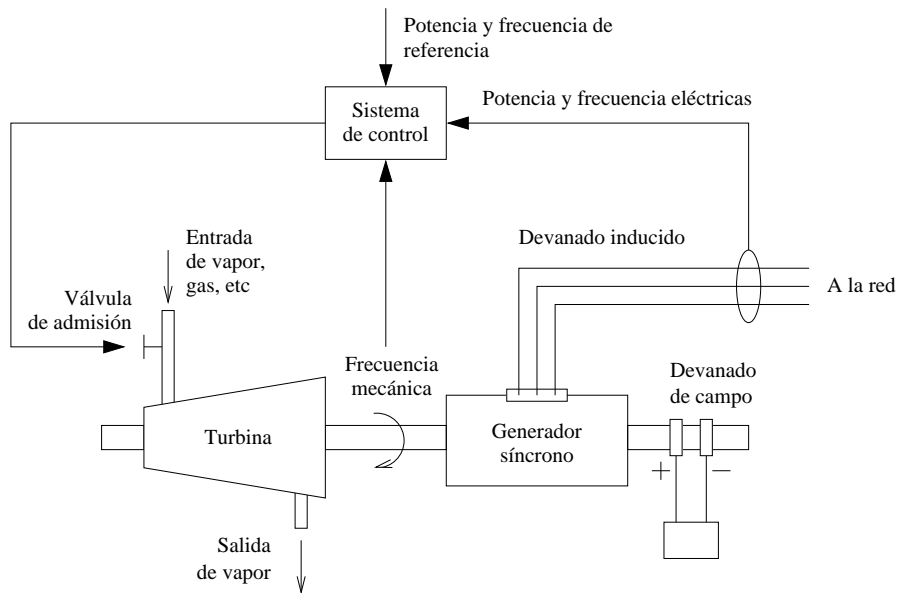 Potencia y frecuencia de
referencia
Sistema
de control
Potencia y frecuencia eléctricas
Entrada
de vapor,
gas, etc
Devanado inducido
A la red
Válvula
de admisión
Frecuencia
mecánica
Devanado
de campo
Turbina
Generador
síncrono
+ −
Salida
de vapor